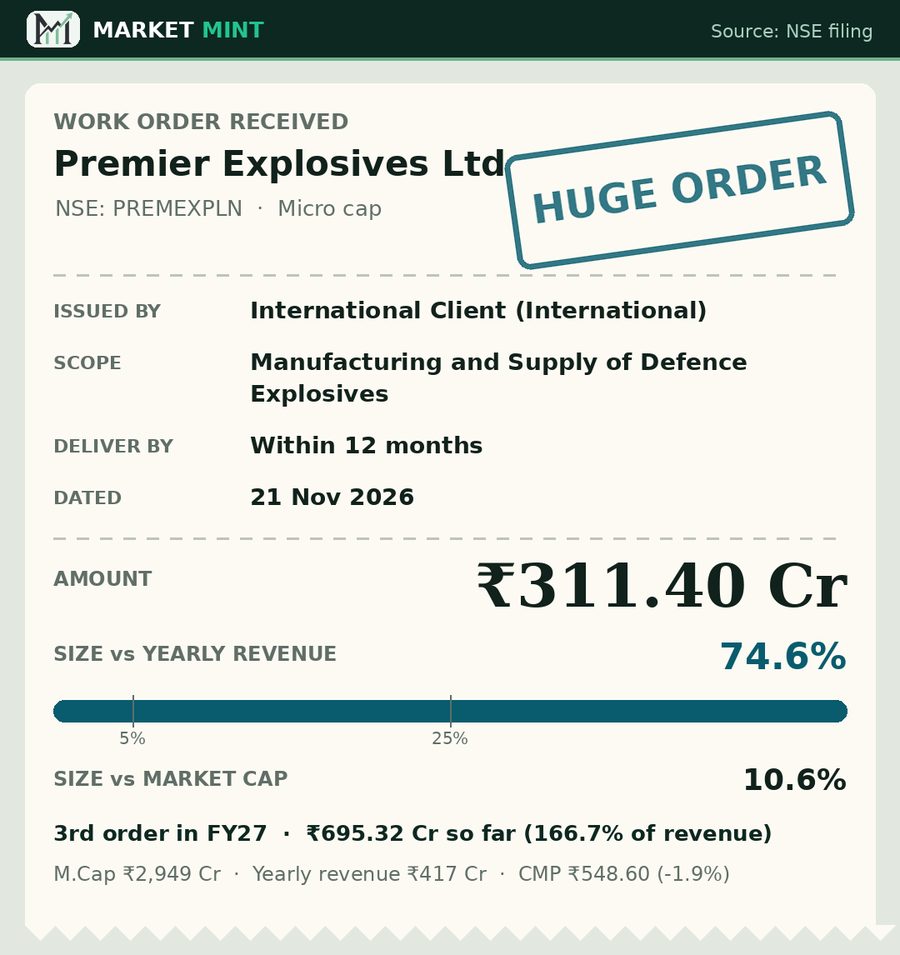 MARKET MINT
Source: NSE filing
WORK ORDER RECEIVED
Premier Explosives Ltd
HUGE ORDER
NSE: PREMEXPLN · Micro cap
ISSUED BY International Client (International)
SCOPE Manufacturing and Supply of Defence
Explosives
DELIVER BY Within 12 months
DATED 21 Nov 2026
AMOUNT ₹311.40 Cr
SIZE vs YEARLY REVENUE 74.6%
5% 25%
SIZE vs MARKET CAP 10.6%
3rd order in FY27 · ₹695.32 Cr so far (166.7% of revenue)
M.Cap ₹2,949 Cr · Yearly revenue ₹417 Cr · CMP ₹548.60 (-1.9%)